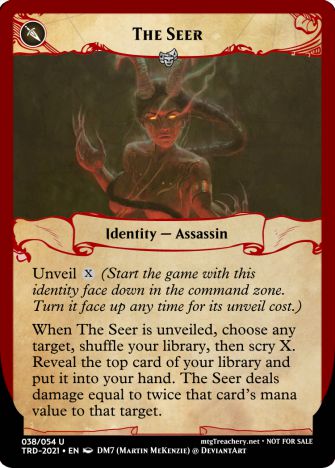 THE SEER
Identity — Assassin
Unveil X (Start the game with this
identity face down in the command zone.
Turn it face up any time for its unveil cost.)
When The Seer is unveiled, choose any
target, shuffle your library, then scry X.
Reveal the top card of your library and
put it into your hand. The Seer deals
damage equal to twice that card's mana
value to that target.
038/054 U
mtgTreachery.net • NOT FOR SALE
TRD-2021 • EN DM7 (MARTIN MCKENZIE) @ DEVIANTART